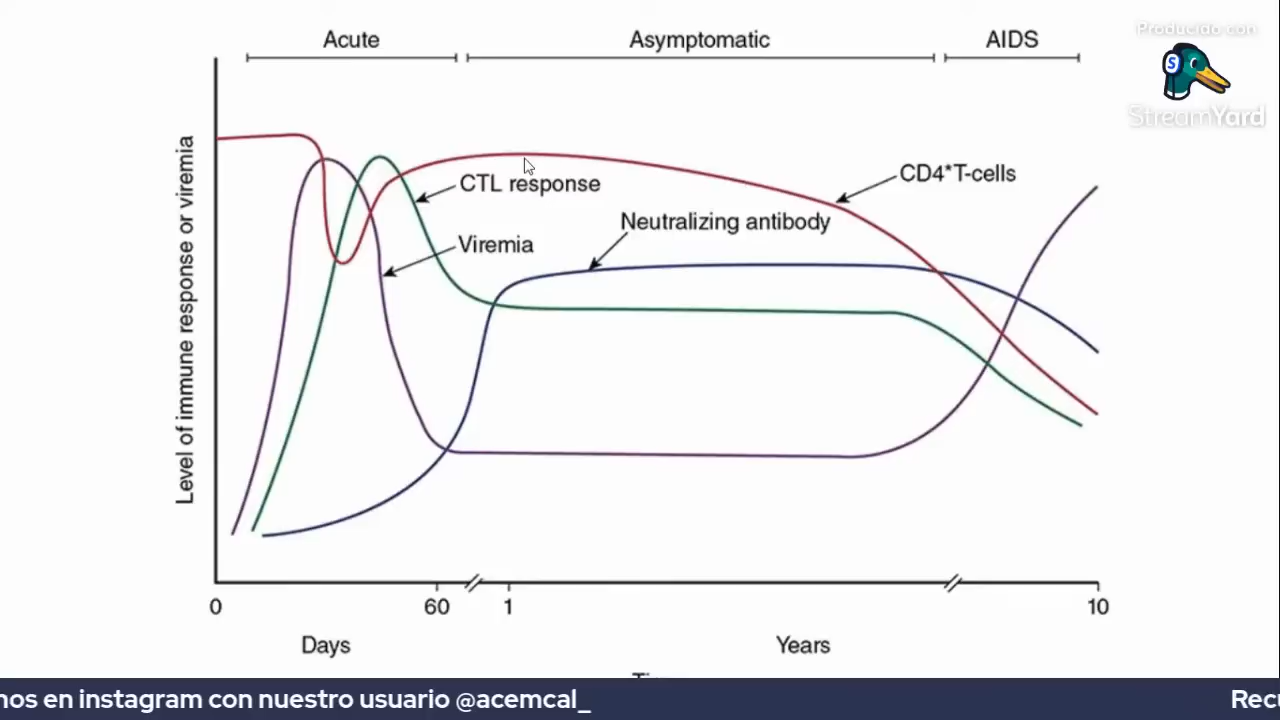 Producido con
StreamYard
Acute
Asymptomatic
AIDS
Level of immune response or viremia
CD4*T-cells
CTL response
Neutralizing antibody
Viremia
0
60
1
10
Days
Years
nos en instagram con nuestro usuario @acemcal_